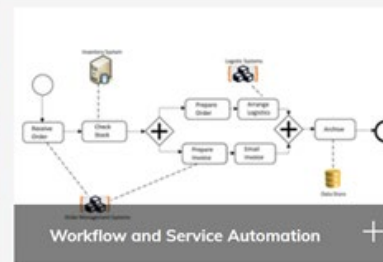 Inventory System
Logistic Systems
Prepare
Order
Arrange
Logistics
Receive
Order
Check
Stock
Archive
Prepare
Invoice
Email
Invoice
Data Store
Order Management Systems
Workflow and Service Automation